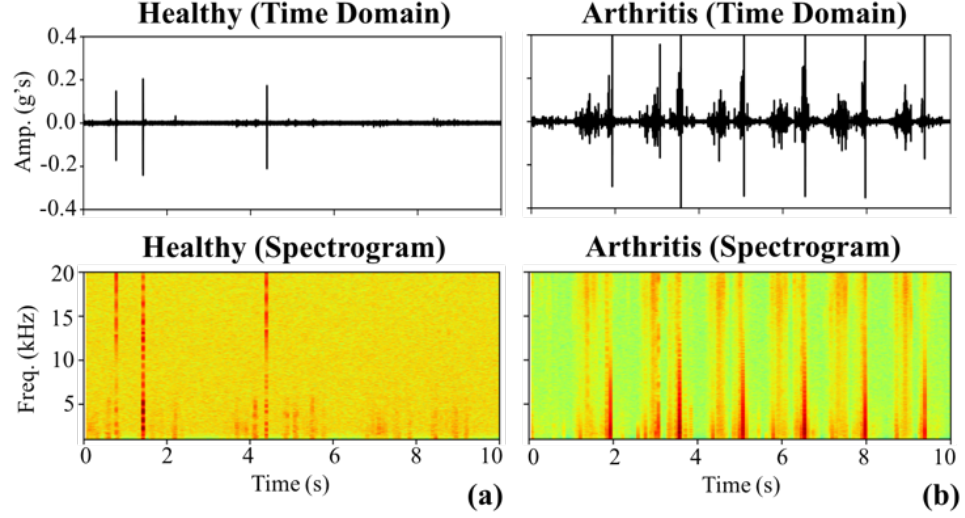 Healthy (Time Domain)
Arthritis (Time Domain)
Amp. (g's)
0.4
0.2
0.0
-0.2
-0.4
Healthy (Spectrogram)
Arthritis (Spectrogram)
Freq. (kHz)
20
15
10
5
0 2 4 6 8 10
0 2 4 6 8 10
Time (s)
Time (s)
(a)
(b)